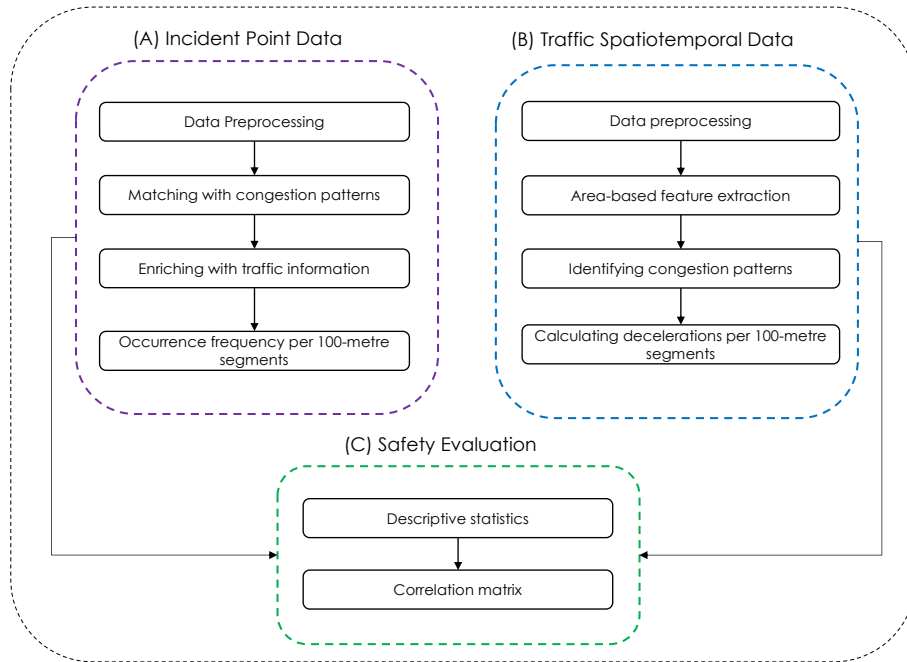 (A) Incident Point Data
Data Preprocessing
Matching with congestion patterns
Enriching with traffic information
Occurrence frequency per 100-metre
segments
(B) Traffic Spatiotemporal Data
Data preprocessing
Area-based feature extraction
Identifying congestion patterns
Calculating decelerations per 100-metre
segments
(C) Safety Evaluation
Descriptive statistics
Correlation matrix